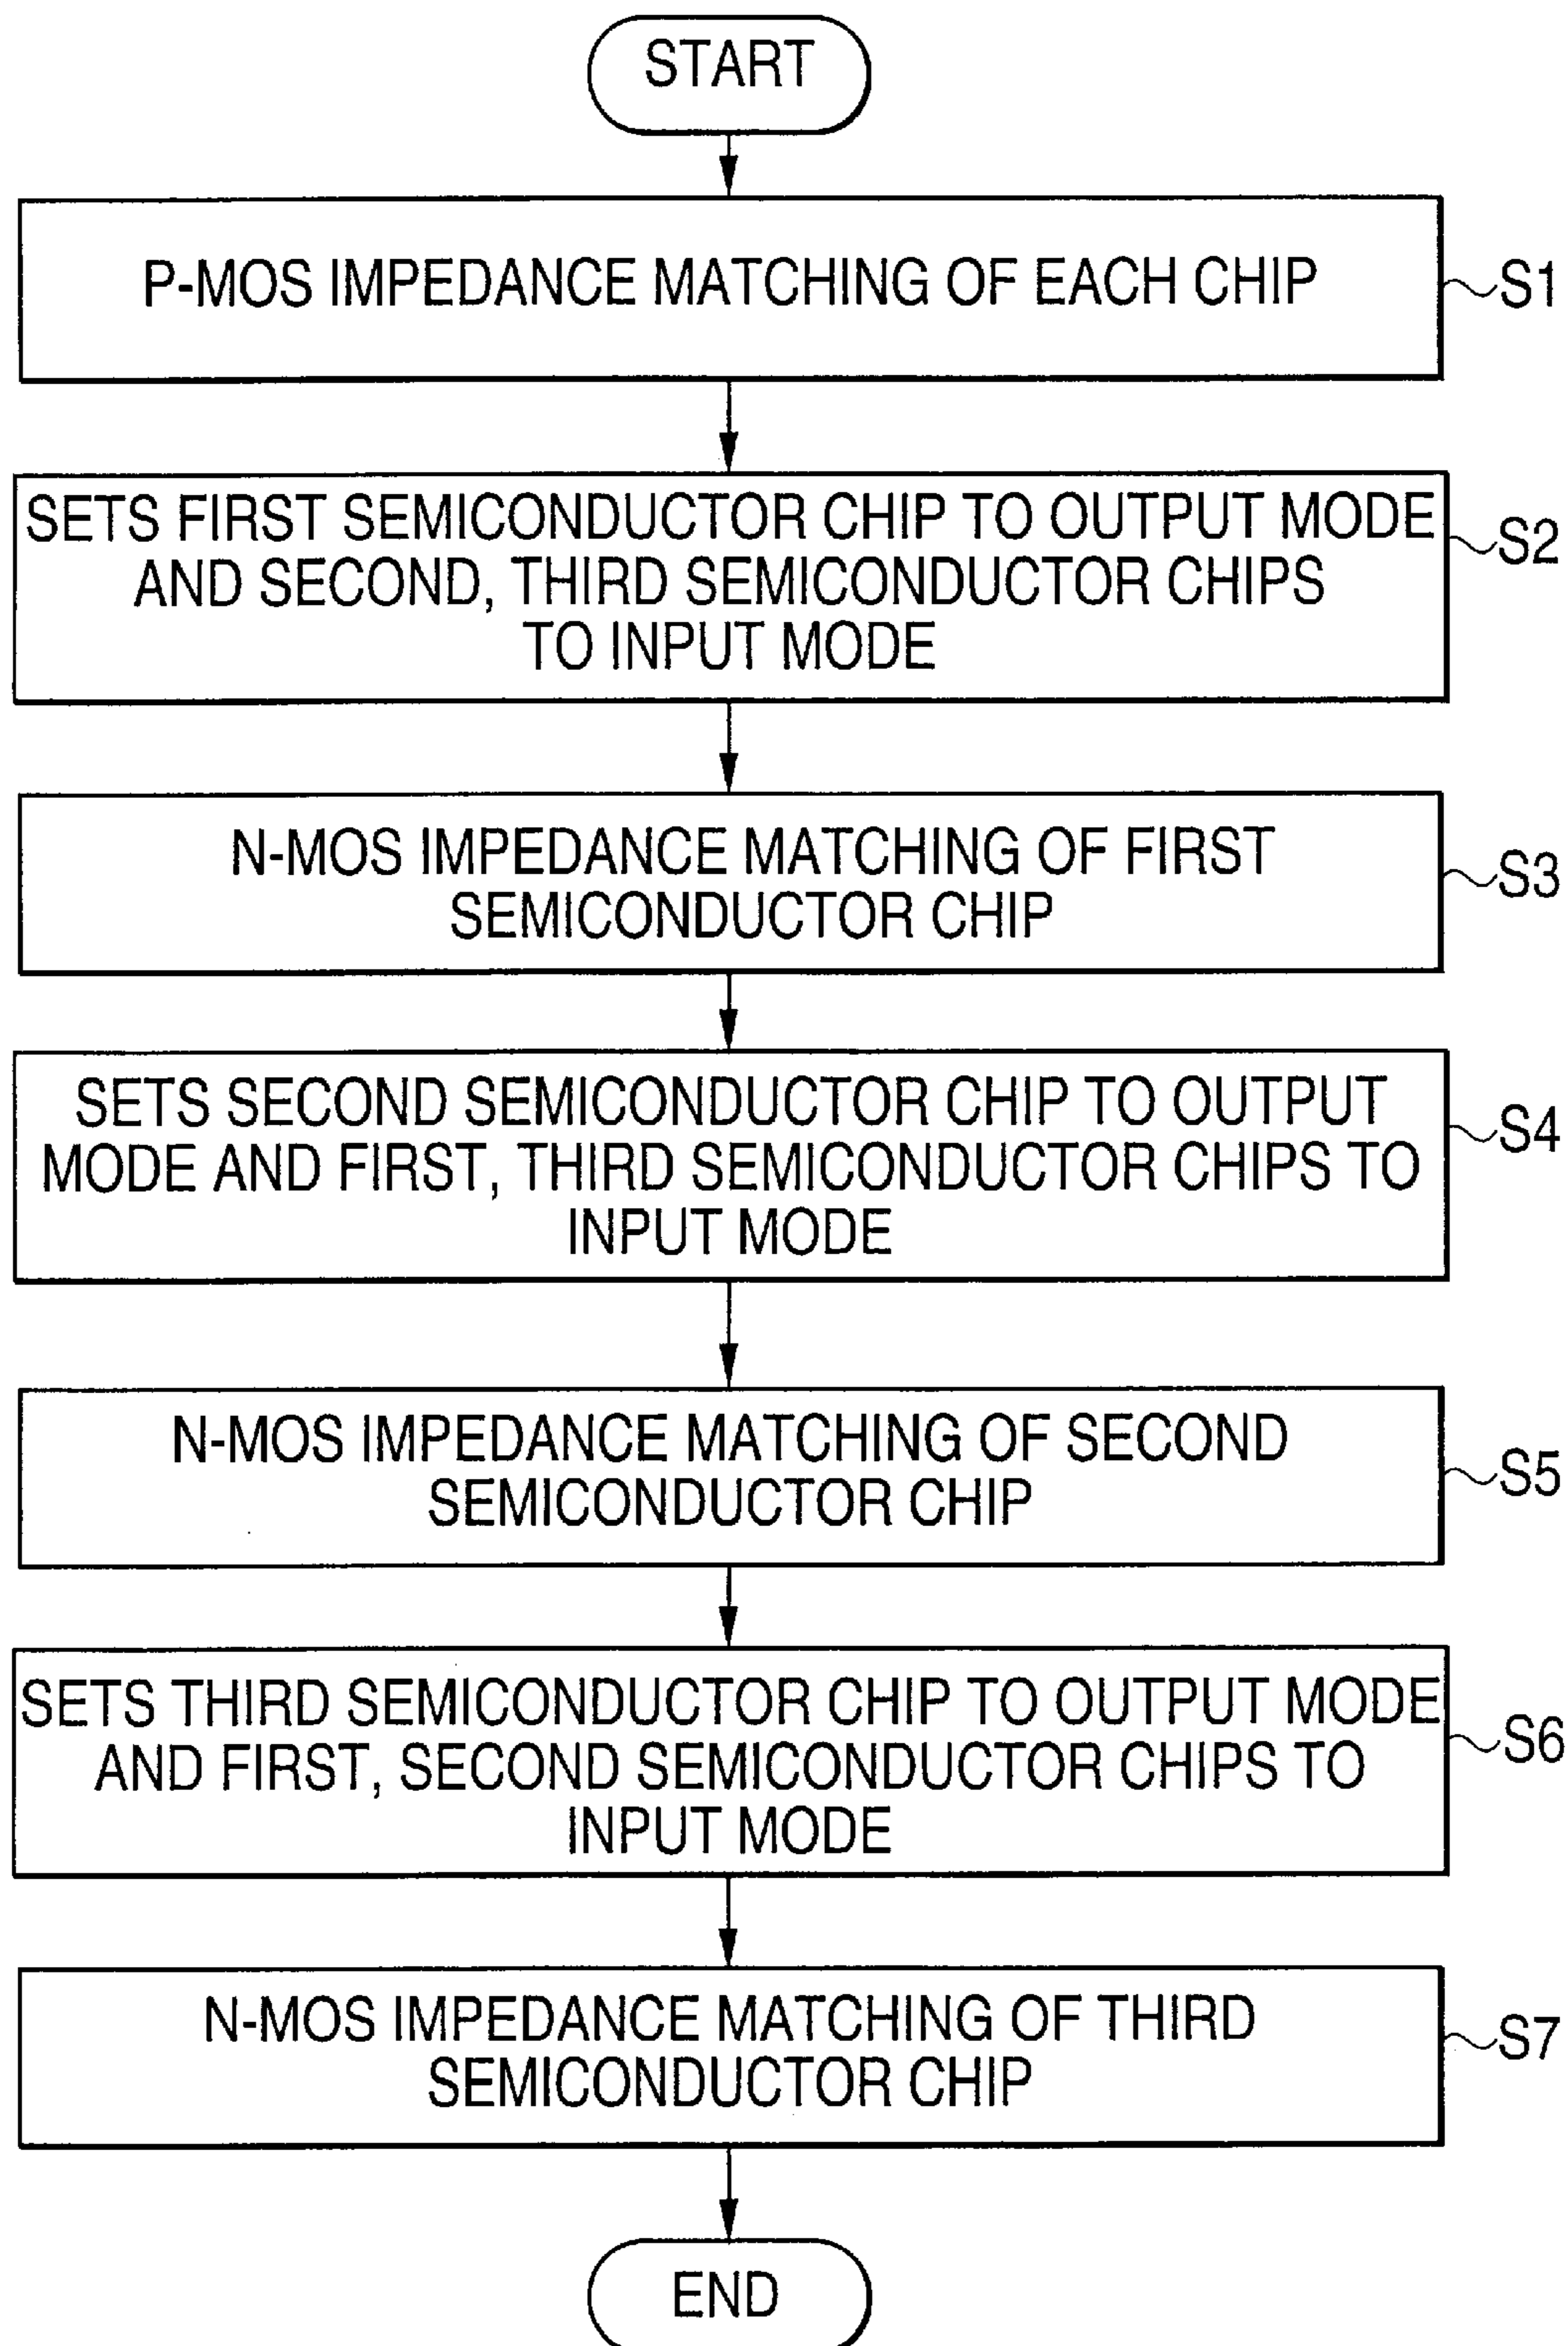 START
P-MOS IMPEDANCE MATCHING OF EACH CHIP
S1
SETS FIRST SEMICONDUCTOR CHIP TO OUTPUT MODE
AND SECOND, THIRD SEMICONDUCTOR CHIPS
TO INPUT MODE
S2
N-MOS IMPEDANCE MATCHING OF FIRST
SEMICONDUCTOR CHIP
S3
SETS SECOND SEMICONDUCTOR CHIP TO OUTPUT
MODE AND FIRST, THIRD SEMICONDUCTOR CHIPS TO
INPUT MODE
S4
N-MOS IMPEDANCE MATCHING OF SECOND
SEMICONDUCTOR CHIP
S5
SETS THIRD SEMICONDUCTOR CHIP TO OUTPUT MODE
AND FIRST, SECOND SEMICONDUCTOR CHIPS TO
INPUT MODE
S6
N-MOS IMPEDANCE MATCHING OF THIRD
SEMICONDUCTOR CHIP
S7
END